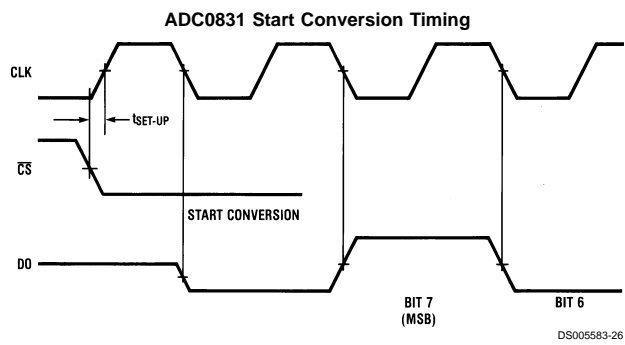 ADC0831 Start Conversion Timing
CLK
tSET-UP
CS
START CONVERSION
DO
BIT 7
(MSB)
BIT 6
DS005583-26